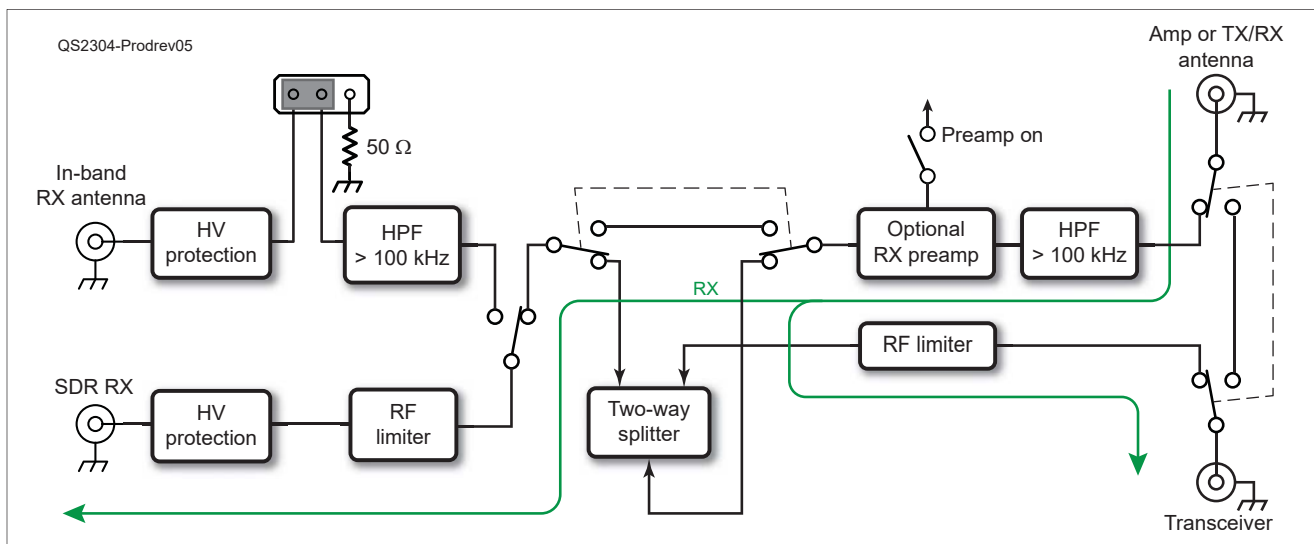 QS2304-Prodrev05
Amp or TX/RX
antenna
50 Ω
Preamp on
In-band
RX antenna
HV
protection
HPF
> 100 kHz
Optional
RX preamp
HPF
> 100 kHz
RX
RF limiter
SDR RX
HV
protection
RF
limiter
Two-way
splitter
Transceiver